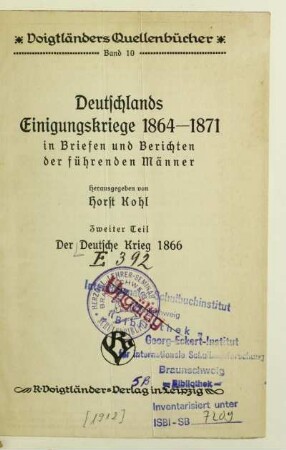 Voigtländers Quellenbücher
Band 10
Deutschlands
Einigungskriege 1864—1871
in Briefen und Berichten
der führenden Männer
Herausgegeben von
Horst Kohl
Zweiter Teil
Der Deutsche Krieg 1866
E 392
Ungültig
Schulbuchinstitut
Georg-Eckert-Institut
für internationale Schulbuchforschung
Braunschweig
- Bibliothek -
Inventarisiert unter
ISBI-SB 7209
R. Voigtländers Verlag in Leipzig
[1912]